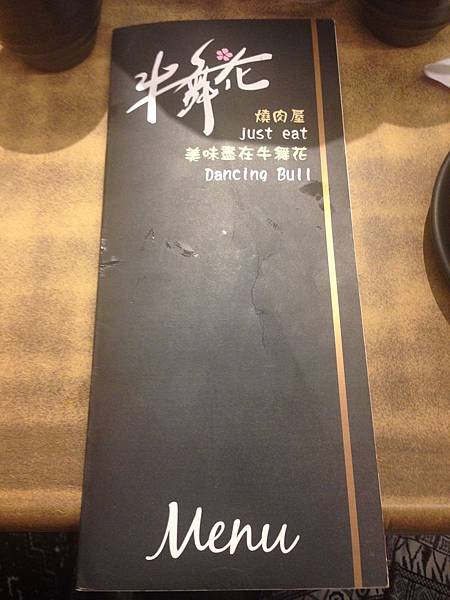 牛舞花
燒肉屋
just eat
美味盡在牛舞花
Dancing Bull
Menu